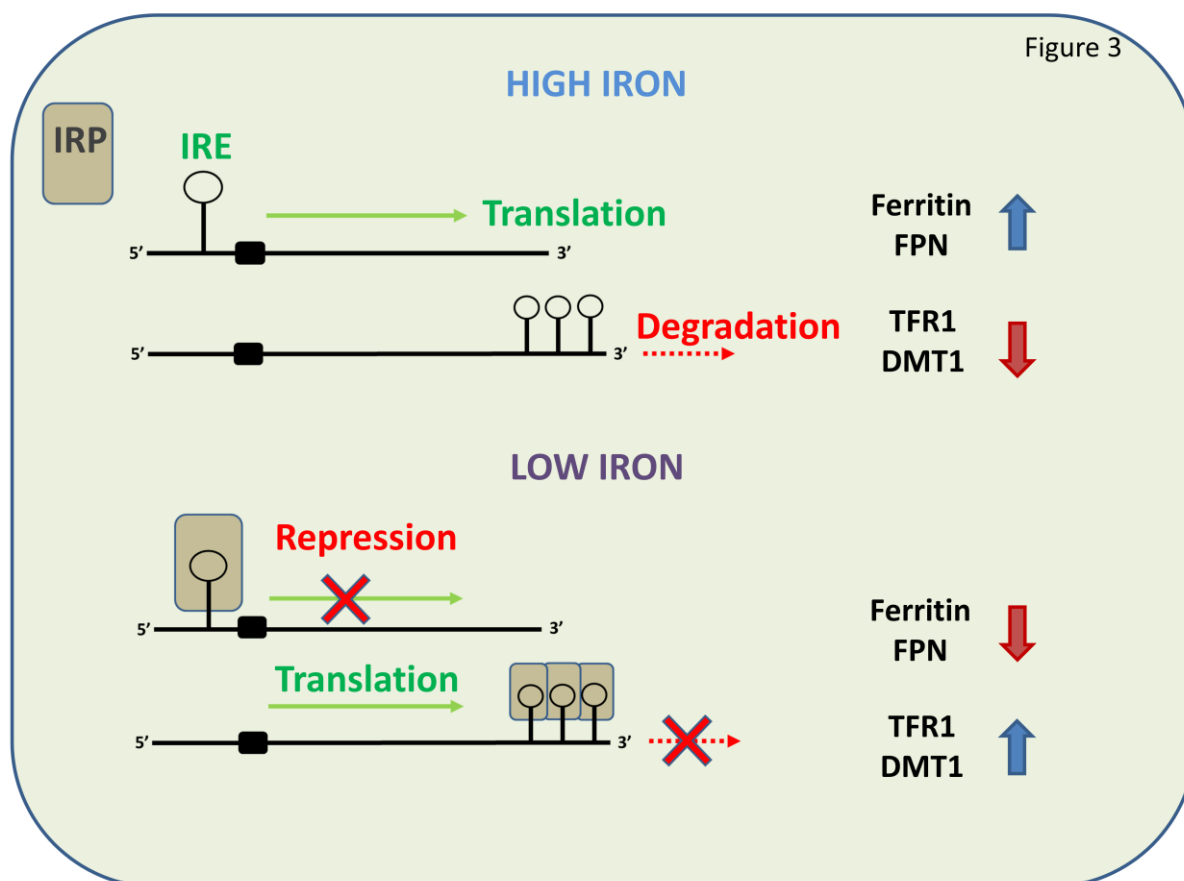 Figure 3
HIGH IRON
IRP
IRE
Translation
5’ 3’
Ferritin
FPN
Degradation
5’ 3’
TFR1
DMT1
LOW IRON
Repression
5’ 3’
Ferritin
FPN
Translation
5’ 3’
TFR1
DMT1